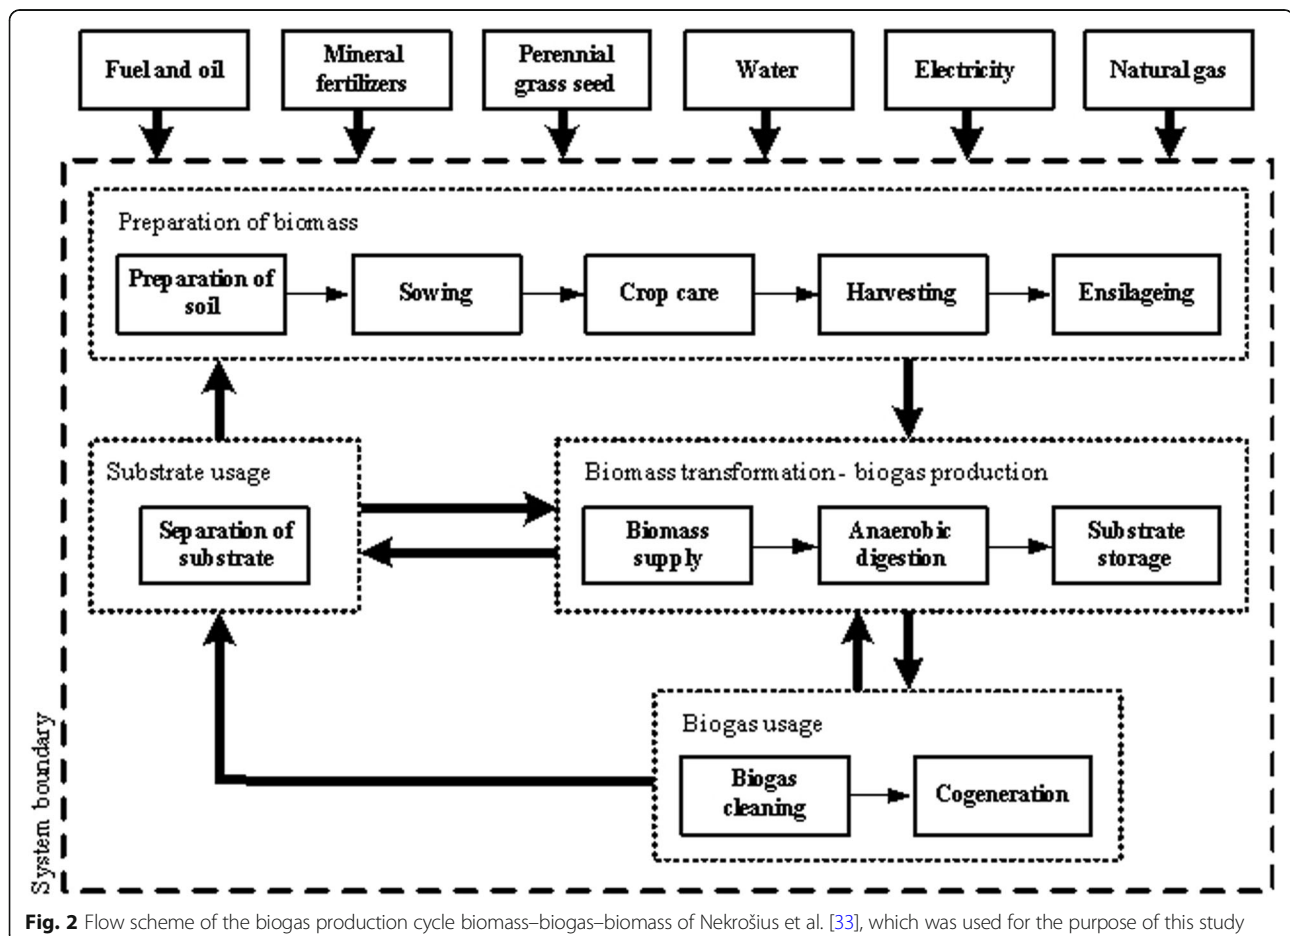 Fuel and oil
Mineral
fertilizers
Perennial
grass seed
Water
Electricity
Natural gas
Preparation of biomass
Preparation of
soil
Sowing
Crop care
Harvesting
Ensilageing
Substrate usage
Separation of
substrate
Biomass transformation - biogas production
Biomass
supply
Anaerobic
digestion
Substrate
storage
Biogas usage
Biogas
cleaning
Cogeneration
System boundary
Fig. 2 Flow scheme of the biogas production cycle biomass–biogas–biomass of Nekrošius et al. [33], which was used for the purpose of this study